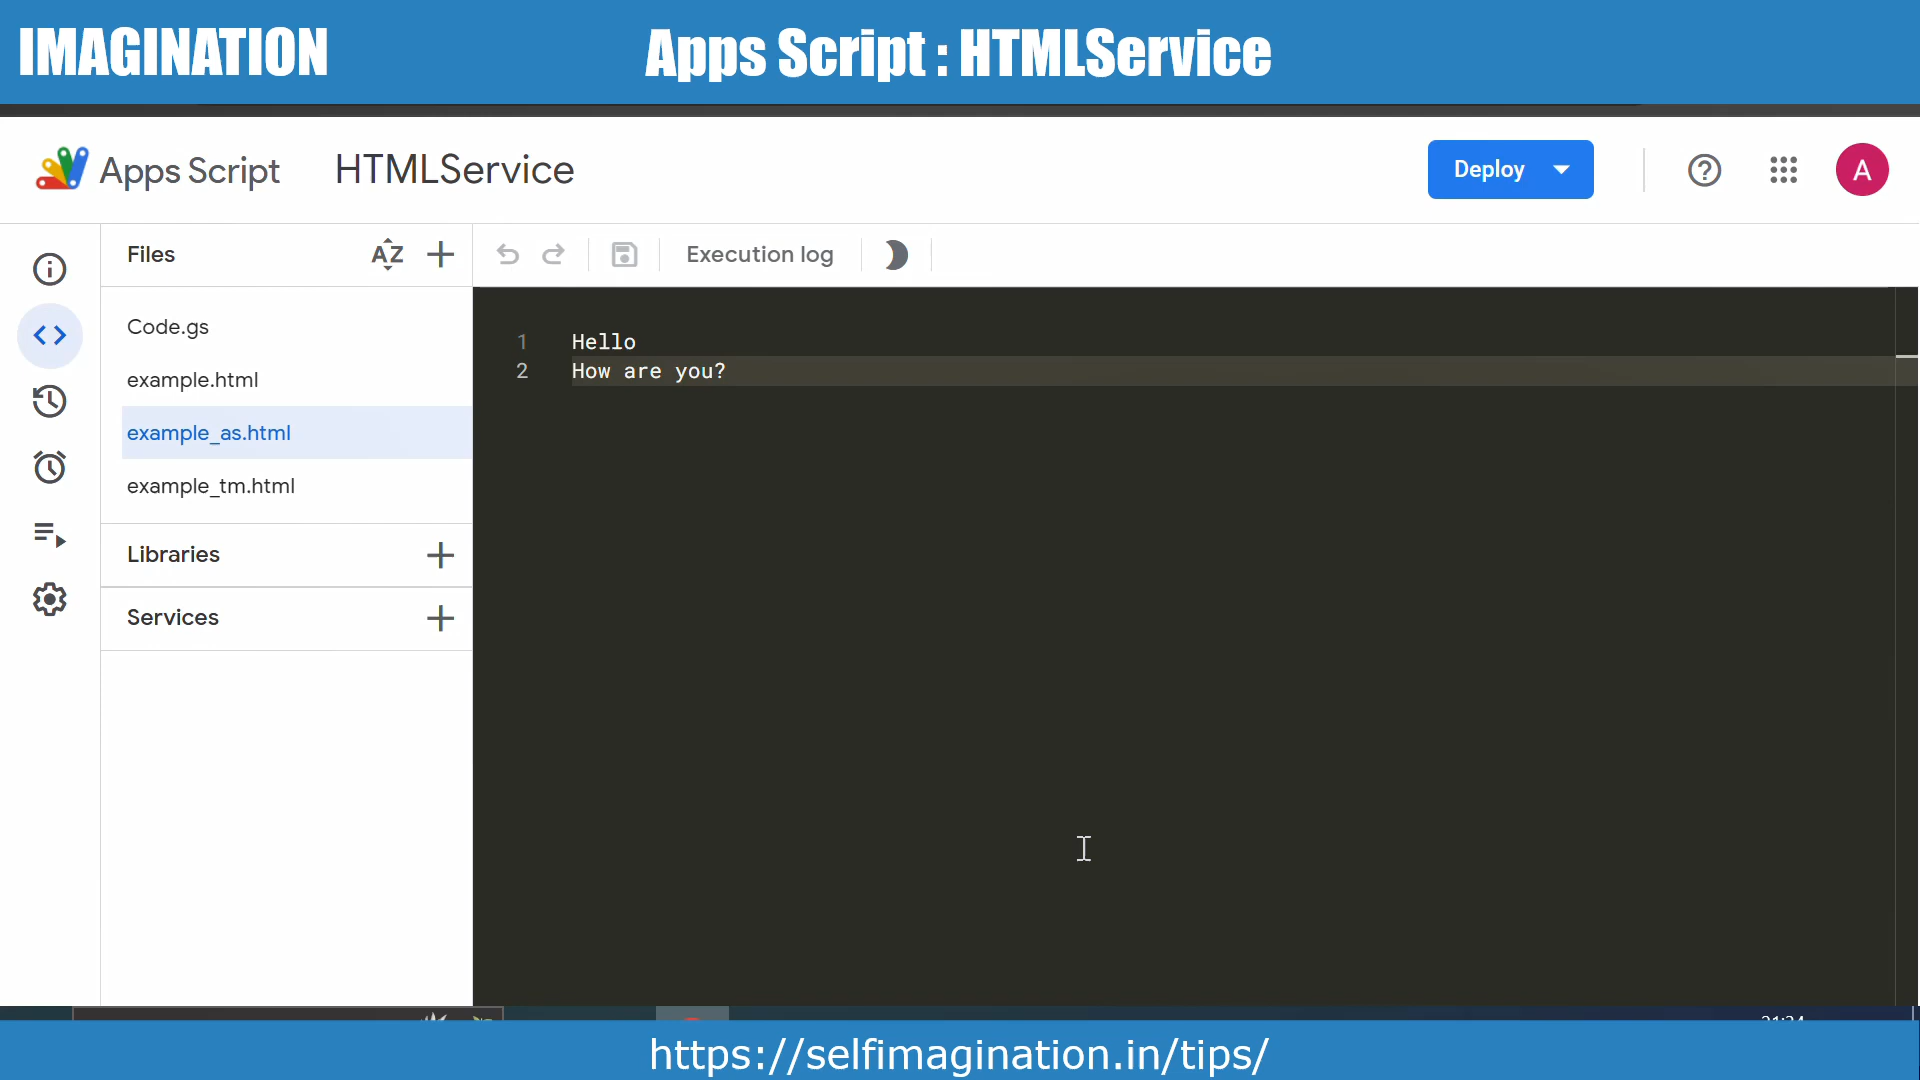 IMAGINATION
Apps Script : HTMLService
Apps Script
HTMLService
Deploy
A
Files
AZ
Execution log
Code.gs
example.html
example_as.html
example_tm.html
Libraries
Services
1 Hello
2 How are you?
https://selfimagination.in/tips/